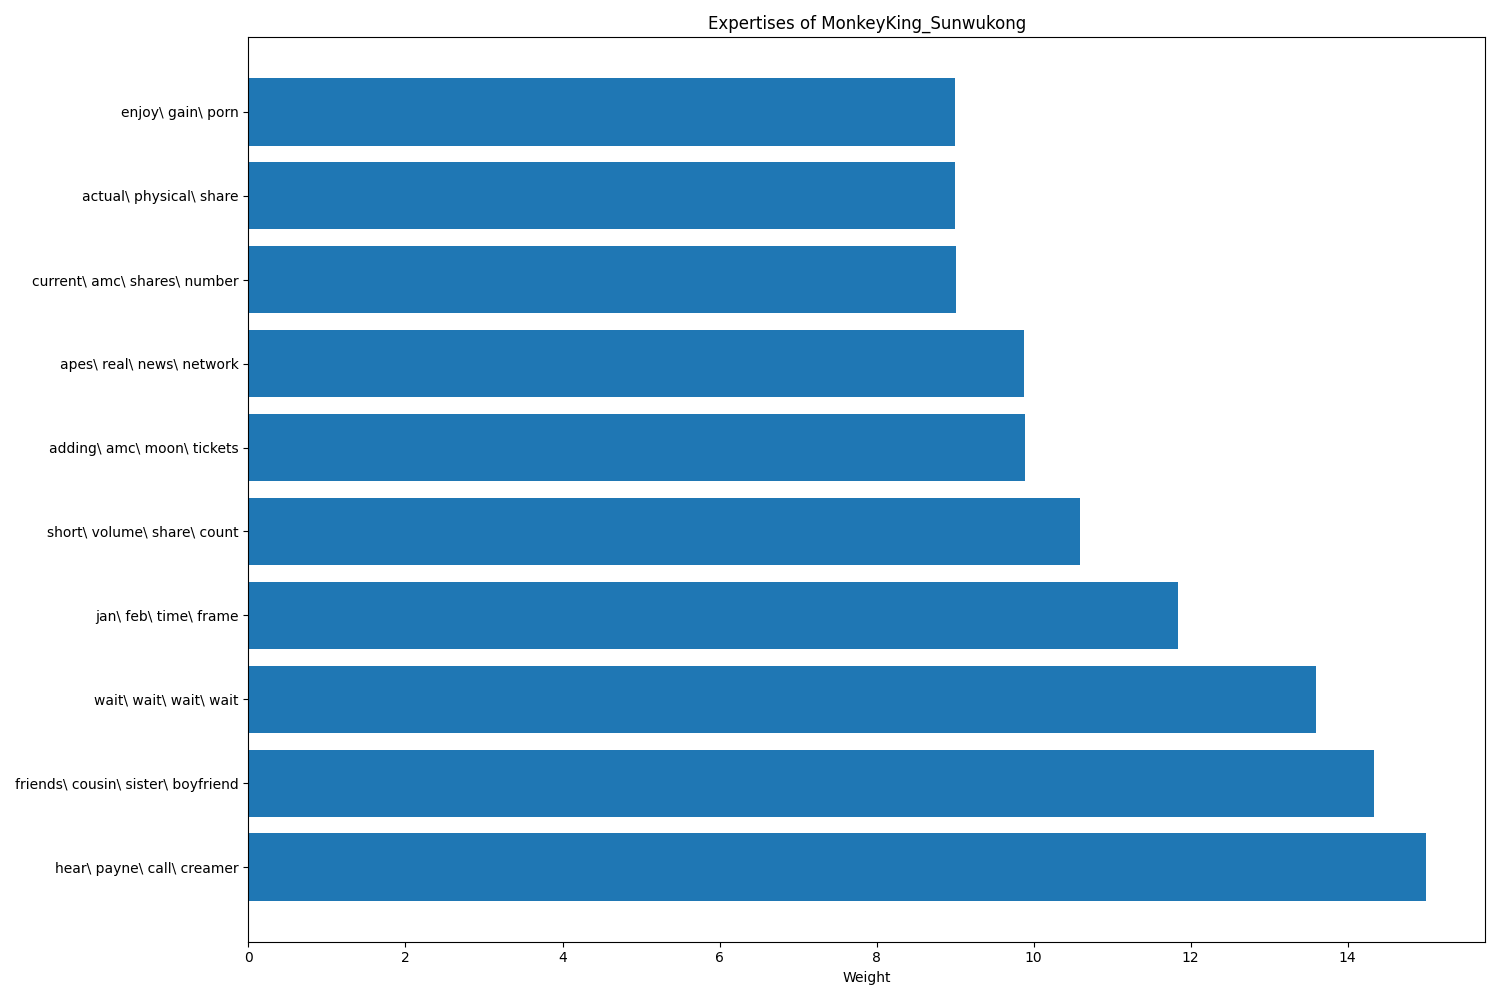 Expertises of MonkeyKing_Sunwukong
enjoy\ gain\ porn
actual\ physical\ share
current\ amc\ shares\ number
apes\ real\ news\ network
adding\ amc\ moon\ tickets
short\ volume\ share\ count
jan\ feb\ time\ frame
wait\ wait\ wait\ wait
friends\ cousin\ sister\ boyfriend
hear\ payne\ call\ creamer
0 2 4 6 8 10 12 14
Weight